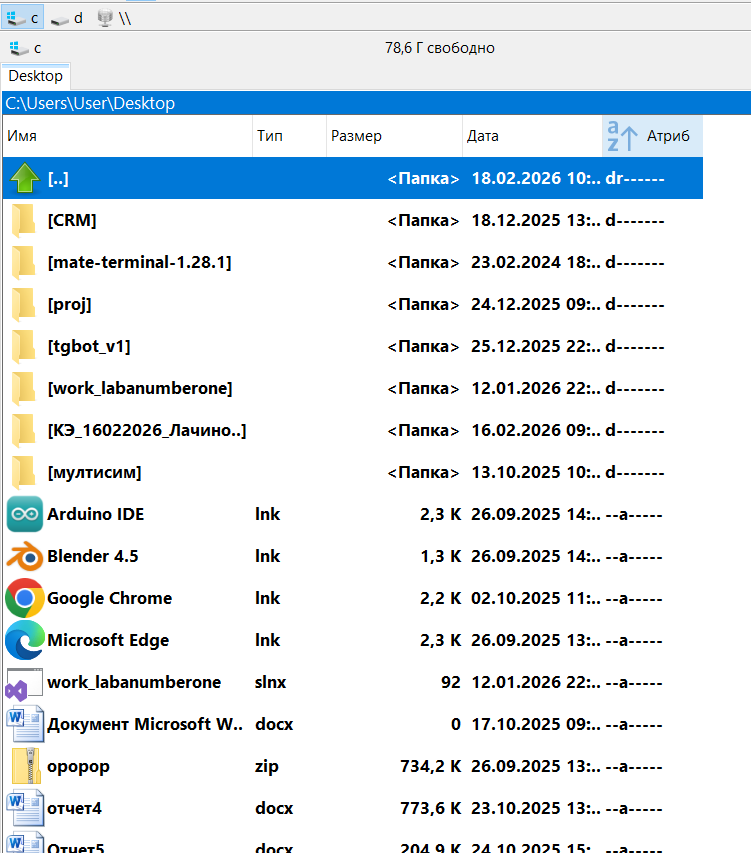 c d \\
c 78,6 Г свободно
Desktop
C:\Users\User\Desktop
Имя Тип Размер Дата Атриб
[..] <Папка> 18.02.2026 10:.. dr------
[CRM] <Папка> 18.12.2025 13:.. d-------
[mate-terminal-1.28.1] <Папка> 23.02.2024 18:.. d-------
[proj] <Папка> 24.12.2025 09:.. d-------
[tgbot_v1] <Папка> 25.12.2025 22:.. d-------
[work_labanumberone] <Папка> 12.01.2026 22:.. d-------
[КЭ_16022026_Лачино..] <Папка> 16.02.2026 09:.. d-------
[мултисим] <Папка> 13.10.2025 10:.. d-------
Arduino IDE lnk 2,3 K 26.09.2025 14:.. --a-----
Blender 4.5 lnk 1,3 K 26.09.2025 14:.. --a-----
Google Chrome lnk 2,2 K 02.10.2025 11:.. --a-----
Microsoft Edge lnk 2,3 K 26.09.2025 13:.. --a-----
work_labanumberone slnx 92 12.01.2026 22:.. --a-----
Документ Microsoft W.. docx 0 17.10.2025 09:.. --a-----
opopop zip 734,2 K 26.09.2025 13:.. --a-----
отчет4 docx 773,6 K 23.10.2025 13:.. --a-----
Отчет5 docx 204,9 K 24.10.2025 15:.. --a-----